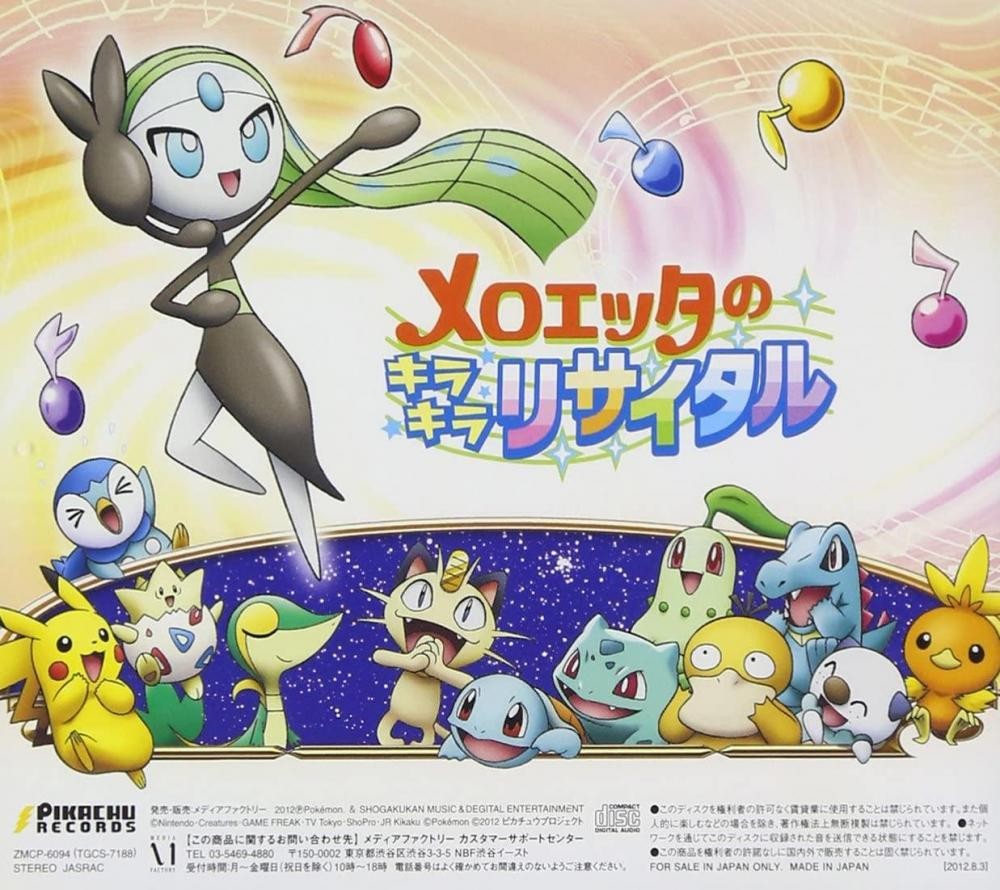 メロエッタの
キラキラ
リサイタル
PIKACHU RECORDS
ZMCP-6094 (TGCS-7188)
STEREO JASRAC
発売・販売:メディアファクトリー 2012ⓅPokémon. & SHOGAKUKAN MUSIC & DEGITAL ENTERTAINMENT
©Nintendo・Creatures・GAME FREAK・TV Tokyo・ShoPro・JR Kikaku ©Pokémon ©2012 ピカチュウプロジェクト
MEDIA FACTORY
【この商品に関するお問い合わせ先】メディアファクトリー カスタマーサポートセンター
TEL 03-5469-4880 〒150-0002 東京都渋谷区渋谷3-3-5 NBF渋谷イースト
受付時間:月～金曜日(祝日を除く)10時～18時 電話番号はよく確かめてお間違えのないようご注意ください。
COMPACT disc DIGITAL AUDIO
●このディスクを権利者の許可なく賃貸業に使用することは禁じられています。また個
人的に楽しむなどの場合を除き、著作権法上無断複製は禁じられています。●ネット
ワークを通じてこのディスクに収録された音を送信できる状態にすることを禁じます。
●この商品を権利者の許諾なしに国内外で販売することは固く禁じられています。
FOR SALE IN JAPAN ONLY. MADE IN JAPAN. [2012.8.3]